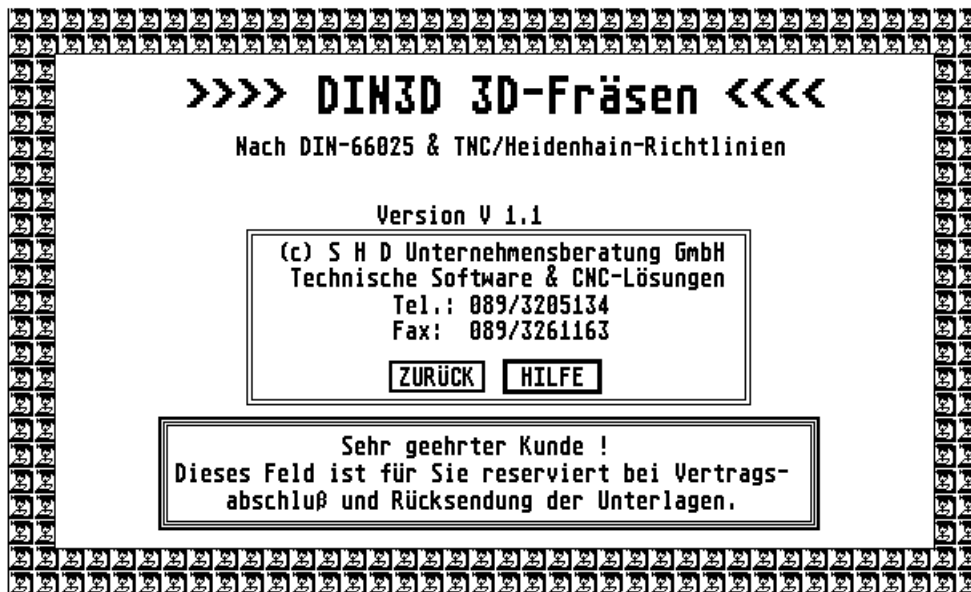 >>>> DIN3D 3D-Fräsen <<<<
Nach DIN-66025 & TNC/Heidenhain-Richtlinien
Version V 1.1
(c) S H D Unternehmensberatung GmbH
Technische Software & CNC-Lösungen
Tel.: 089/3205134
Fax: 089/3261163
ZURÜCK HILFE
Sehr geehrter Kunde !
Dieses Feld ist für Sie reserviert bei Vertrags-
abschluß und Rücksendung der Unterlagen.